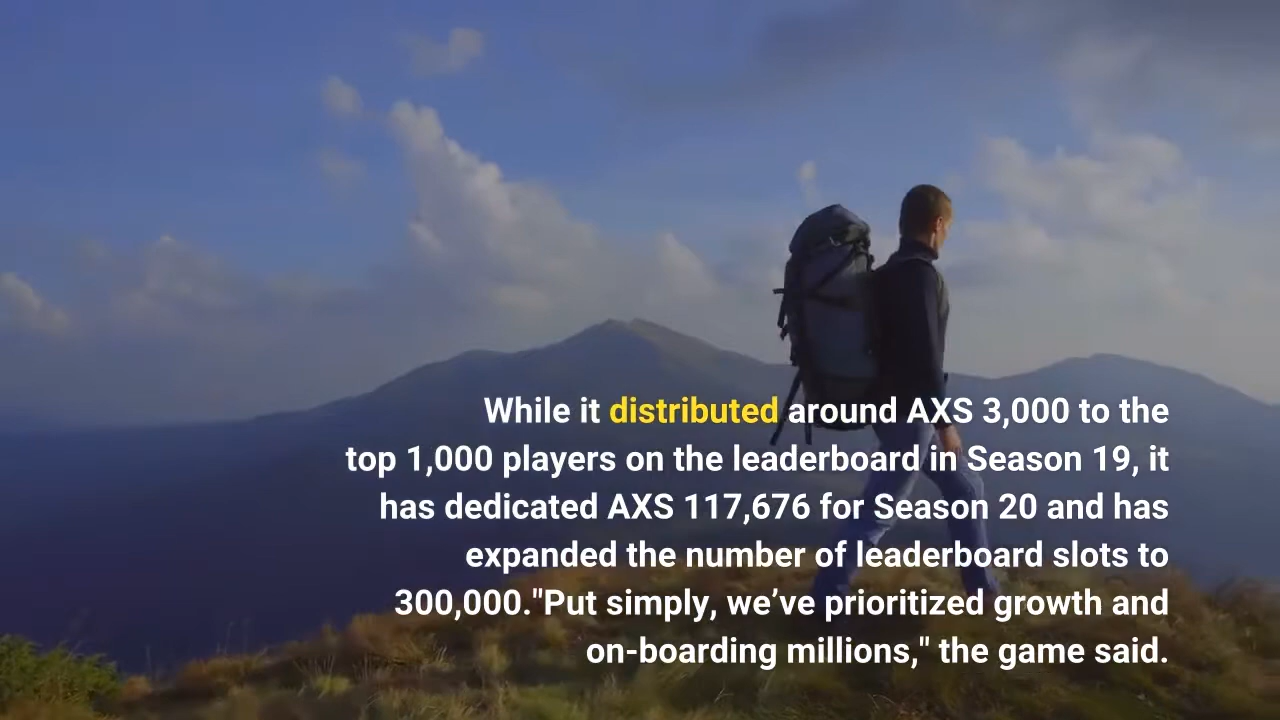 While it distributed around AXS 3,000 to the
top 1,000 players on the leaderboard in Season 19, it
has dedicated AXS 117,676 for Season 20 and has
expanded the number of leaderboard slots to
300,000."Put simply, we’ve prioritized growth and
on-boarding millions," the game said.